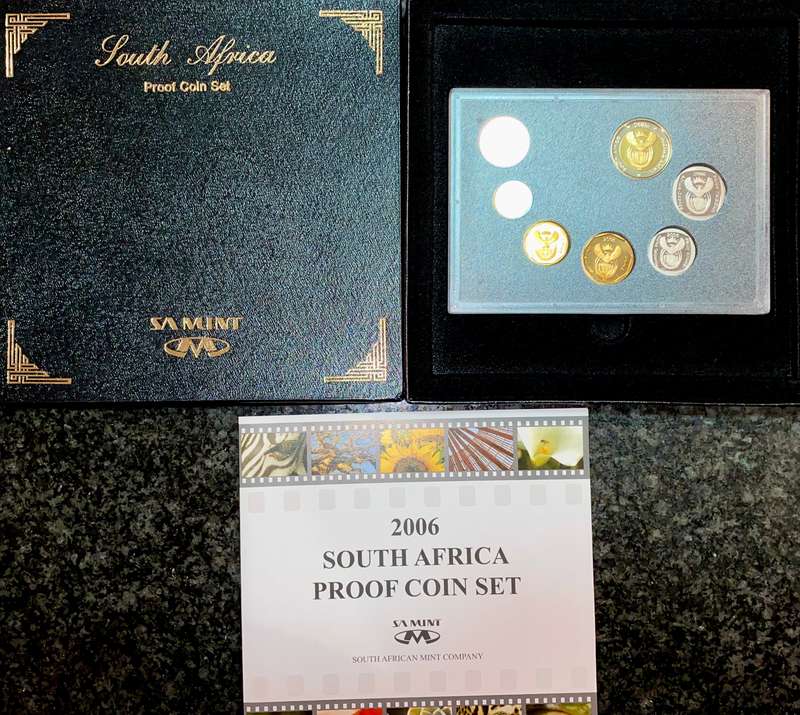 South Africa
Proof Coin Set
SA MINT
2006
SOUTH AFRICA
PROOF COIN SET
SA MINT
SOUTH AFRICAN MINT COMPANY